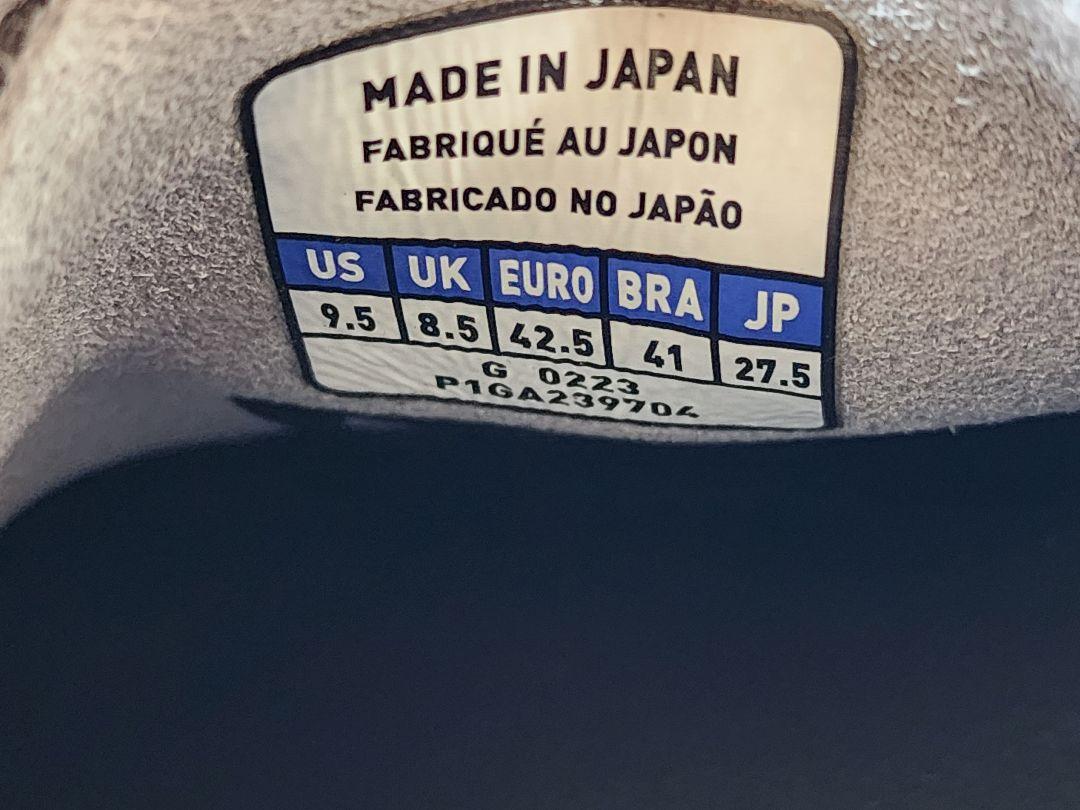 MADE IN JAPAN
FABRIQUÉ AU JAPON
FABRICADO NO JAPÃO
US UK EURO BRA JP
9.5 8.5 42.5 41 27.5
G 0223
P1GA239704